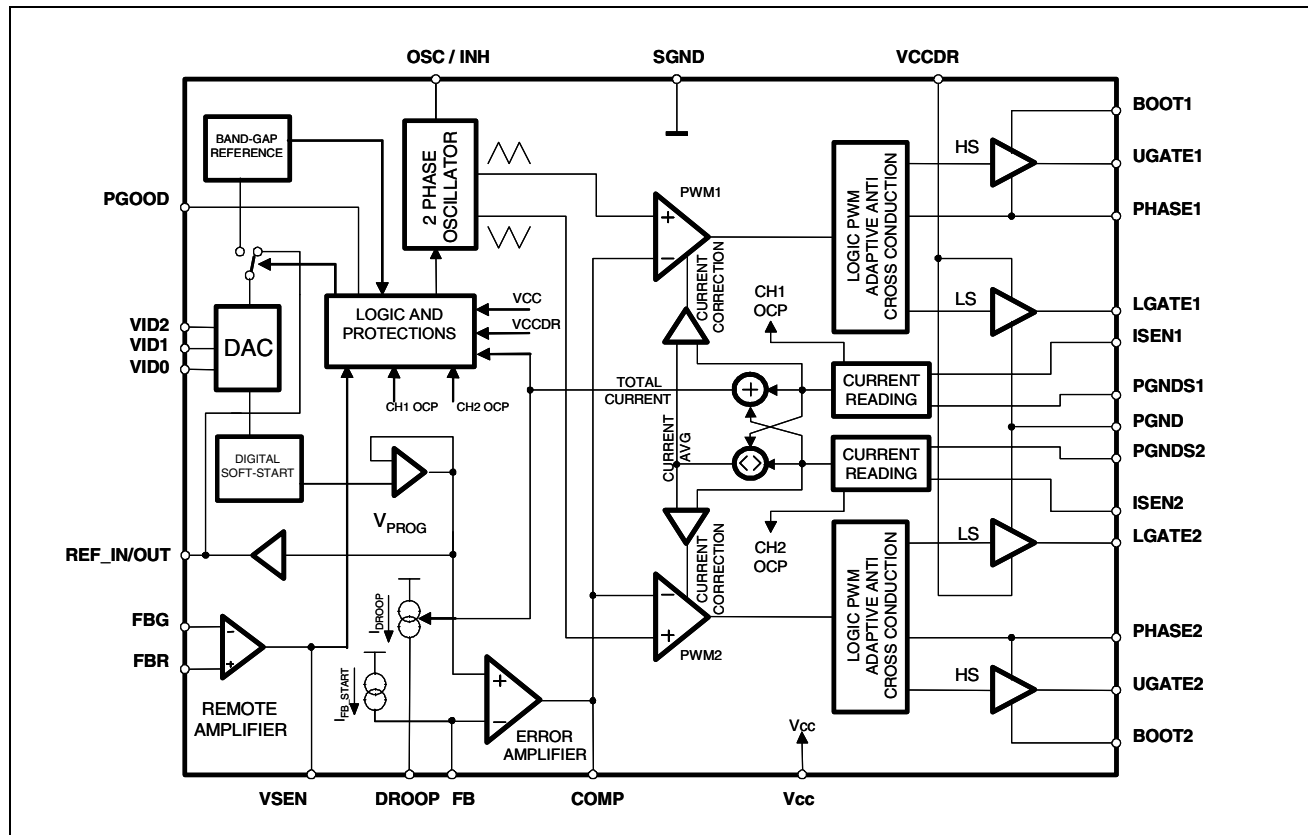 OSC / INH
SGND
VCCDR
BOOT1
UGATE1
PHASE1
LGATE1
ISEN1
PGNDS1
PGND
PGNDS2
ISEN2
LGATE2
PHASE2
UGATE2
BOOT2
PGOOD
VID2
VID1
VID0
REF_IN/OUT
FBG
FBR
BAND-GAP
REFERENCE
2 PHASE
OSCILLATOR
DAC
DIGITAL
SOFT-START
LOGIC AND
PROTECTIONS
VCC
VCCDR
CH1 OCP
CH2 OCP
TOTAL
CURRENT
VPROG
IDROOP
IFB_START
REMOTE
AMPLIFIER
ERROR
AMPLIFIER
PWM1
CURRENT
CORRECTION
CH1
OCP
CURRENT
AVG
CURRENT
READING
CURRENT
READING
CH2
OCP
CURRENT
CORRECTION
PWM2
LOGIC PWM
ADAPTIVE ANTI
CROSS CONDUCTION
HS
LS
LOGIC PWM
ADAPTIVE ANTI
CROSS CONDUCTION
LS
HS
Vcc
VSEN
DROOP
FB
COMP
Vcc